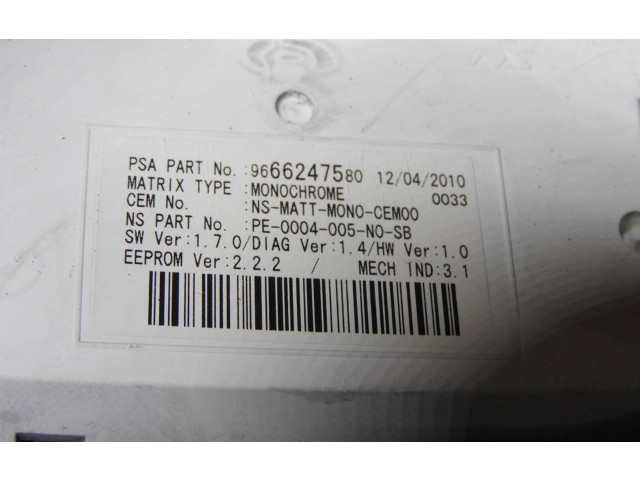 PSA PART No. :9666247580 12/04/2010
MATRIX TYPE :MONOCHROME 0033
CEM No. :NS-MATT-MONO-CEM00
NS PART No. :PE-0004-005-NO-SB
SW Ver:1.7.0/DIAG Ver:1.4/HW Ver:1.0
EEPROM Ver:2.2.2 / MECH IND:3.1